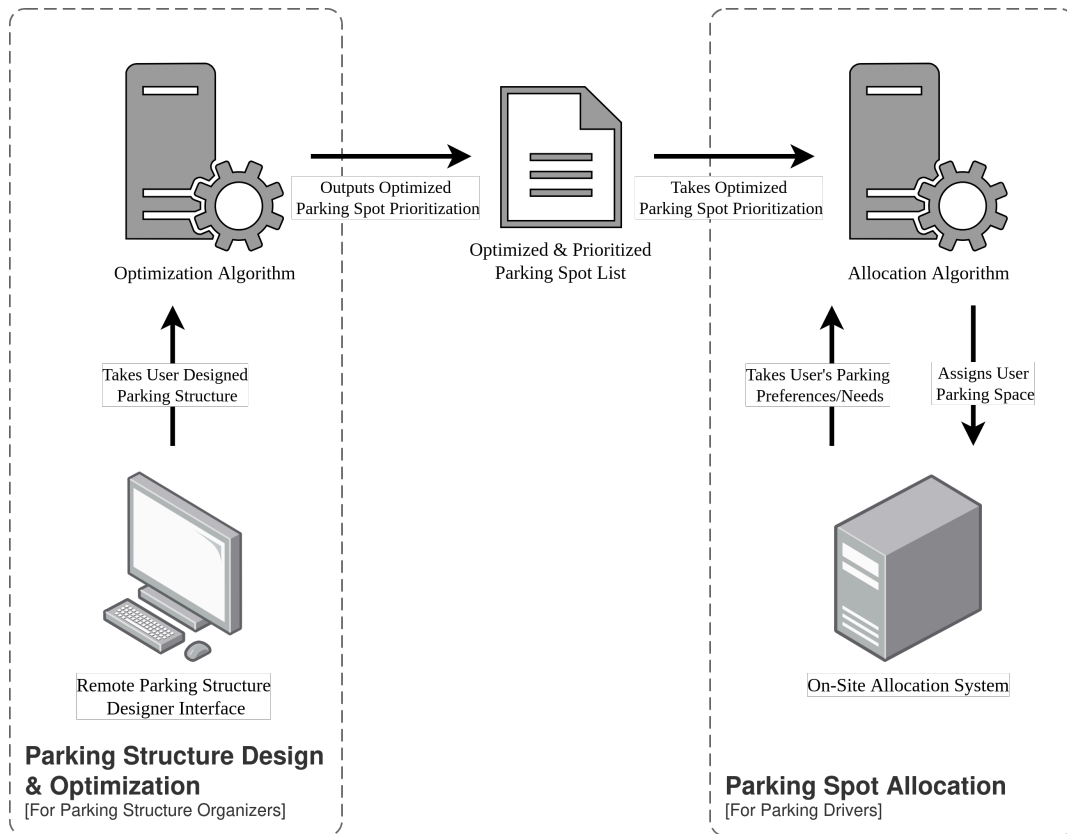 Optimization Algorithm
Outputs Optimized
Parking Spot Prioritization
Optimized & Prioritized
Parking Spot List
Takes Optimized
Parking Spot Prioritization
Allocation Algorithm
Takes User Designed
Parking Structure
Takes User's Parking
Preferences/Needs
Assigns User
Parking Space
Remote Parking Structure
Designer Interface
On-Site Allocation System
Parking Structure Design
& Optimization
[For Parking Structure Organizers]
Parking Spot Allocation
[For Parking Drivers]